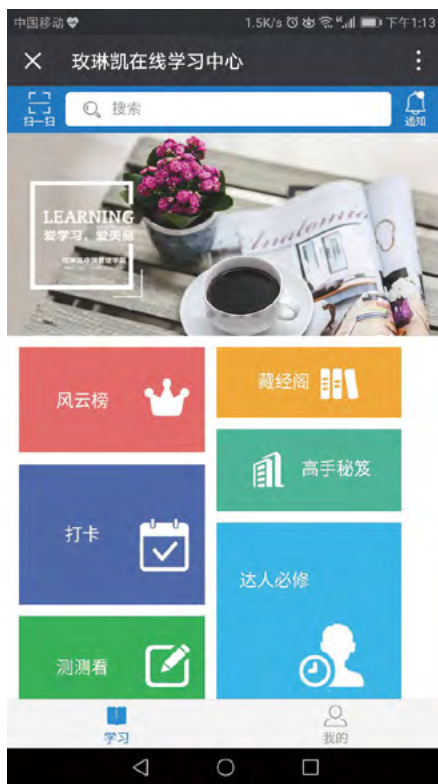 中国移动
1.5K/s
下午1:13
玫琳凯在线学习中心
扫一扫
搜索
通知
LEARNING
爱学习，爱美丽
Anatomie
风云榜
藏经阁
高手秘笈
打卡
达人必修
测测看
学习
我的